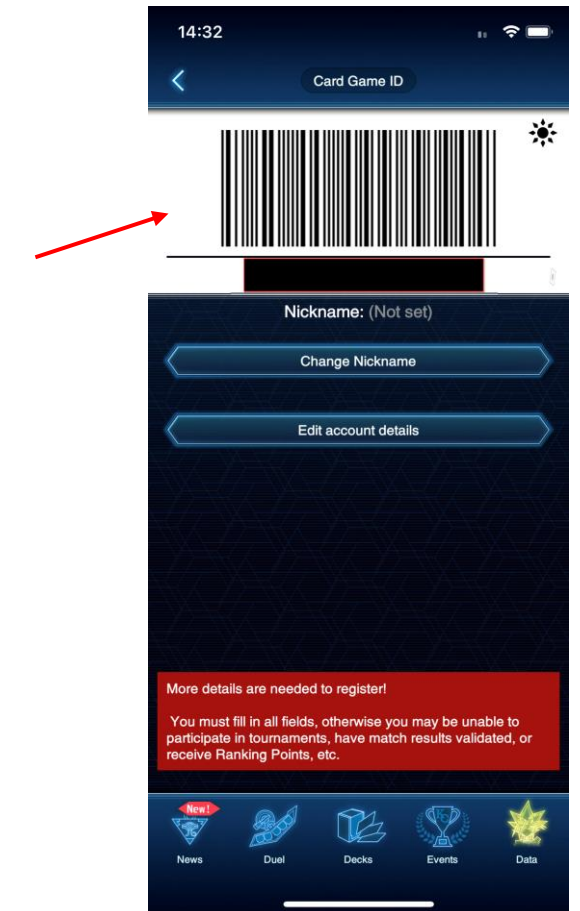 14:32
Card Game ID
Nickname: (Not set)
Change Nickname
Edit account details
More details are needed to register!
You must fill in all fields, otherwise you may be unable to
participate in tournaments, have match results validated, or
receive Ranking Points, etc.
New!
News Duel Decks Events Data